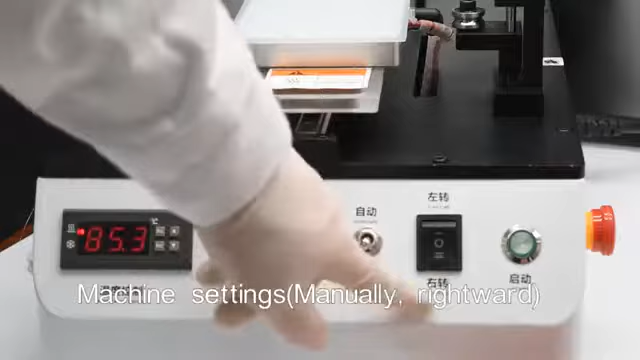 左转
自动
°C
85.3
右转
启动
Machine settings(Manually, rightward)